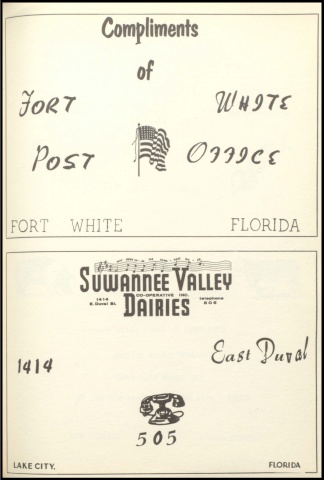 Compliments
of
FORT WHITE
POST OFFICE
FORT WHITE FLORIDA
SUWANNEE VALLEY
CO-OPERATIVE INC.
1414
E. Duval St.
DAIRIES
telephone
505
1414 East Duval
505
LAKE CITY, FLORIDA